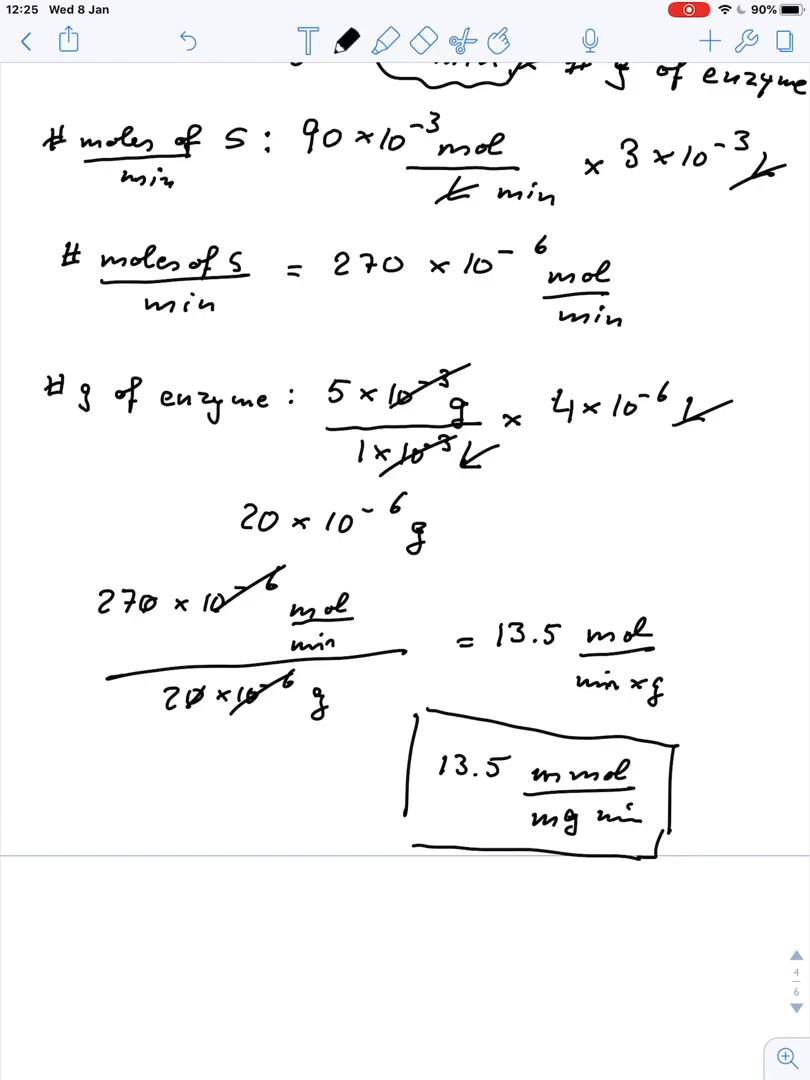 12:25 Wed 8 Jan
90%
T
# g of enzyme
# moles of S / min : 90 × 10⁻³ mol / L min × 3 × 10⁻³ L
# moles of S / min = 270 × 10⁻⁶ mol / min
# g of enzyme : 5 × 10⁻³ g / 1 × 10⁻³ L × 4 × 10⁻⁶ L
20 × 10⁻⁶ g
270 × 10⁻⁶ mol / min / 20 × 10⁻⁶ g = 13.5 mol / min × g
13.5 m mol / mg min
4
6